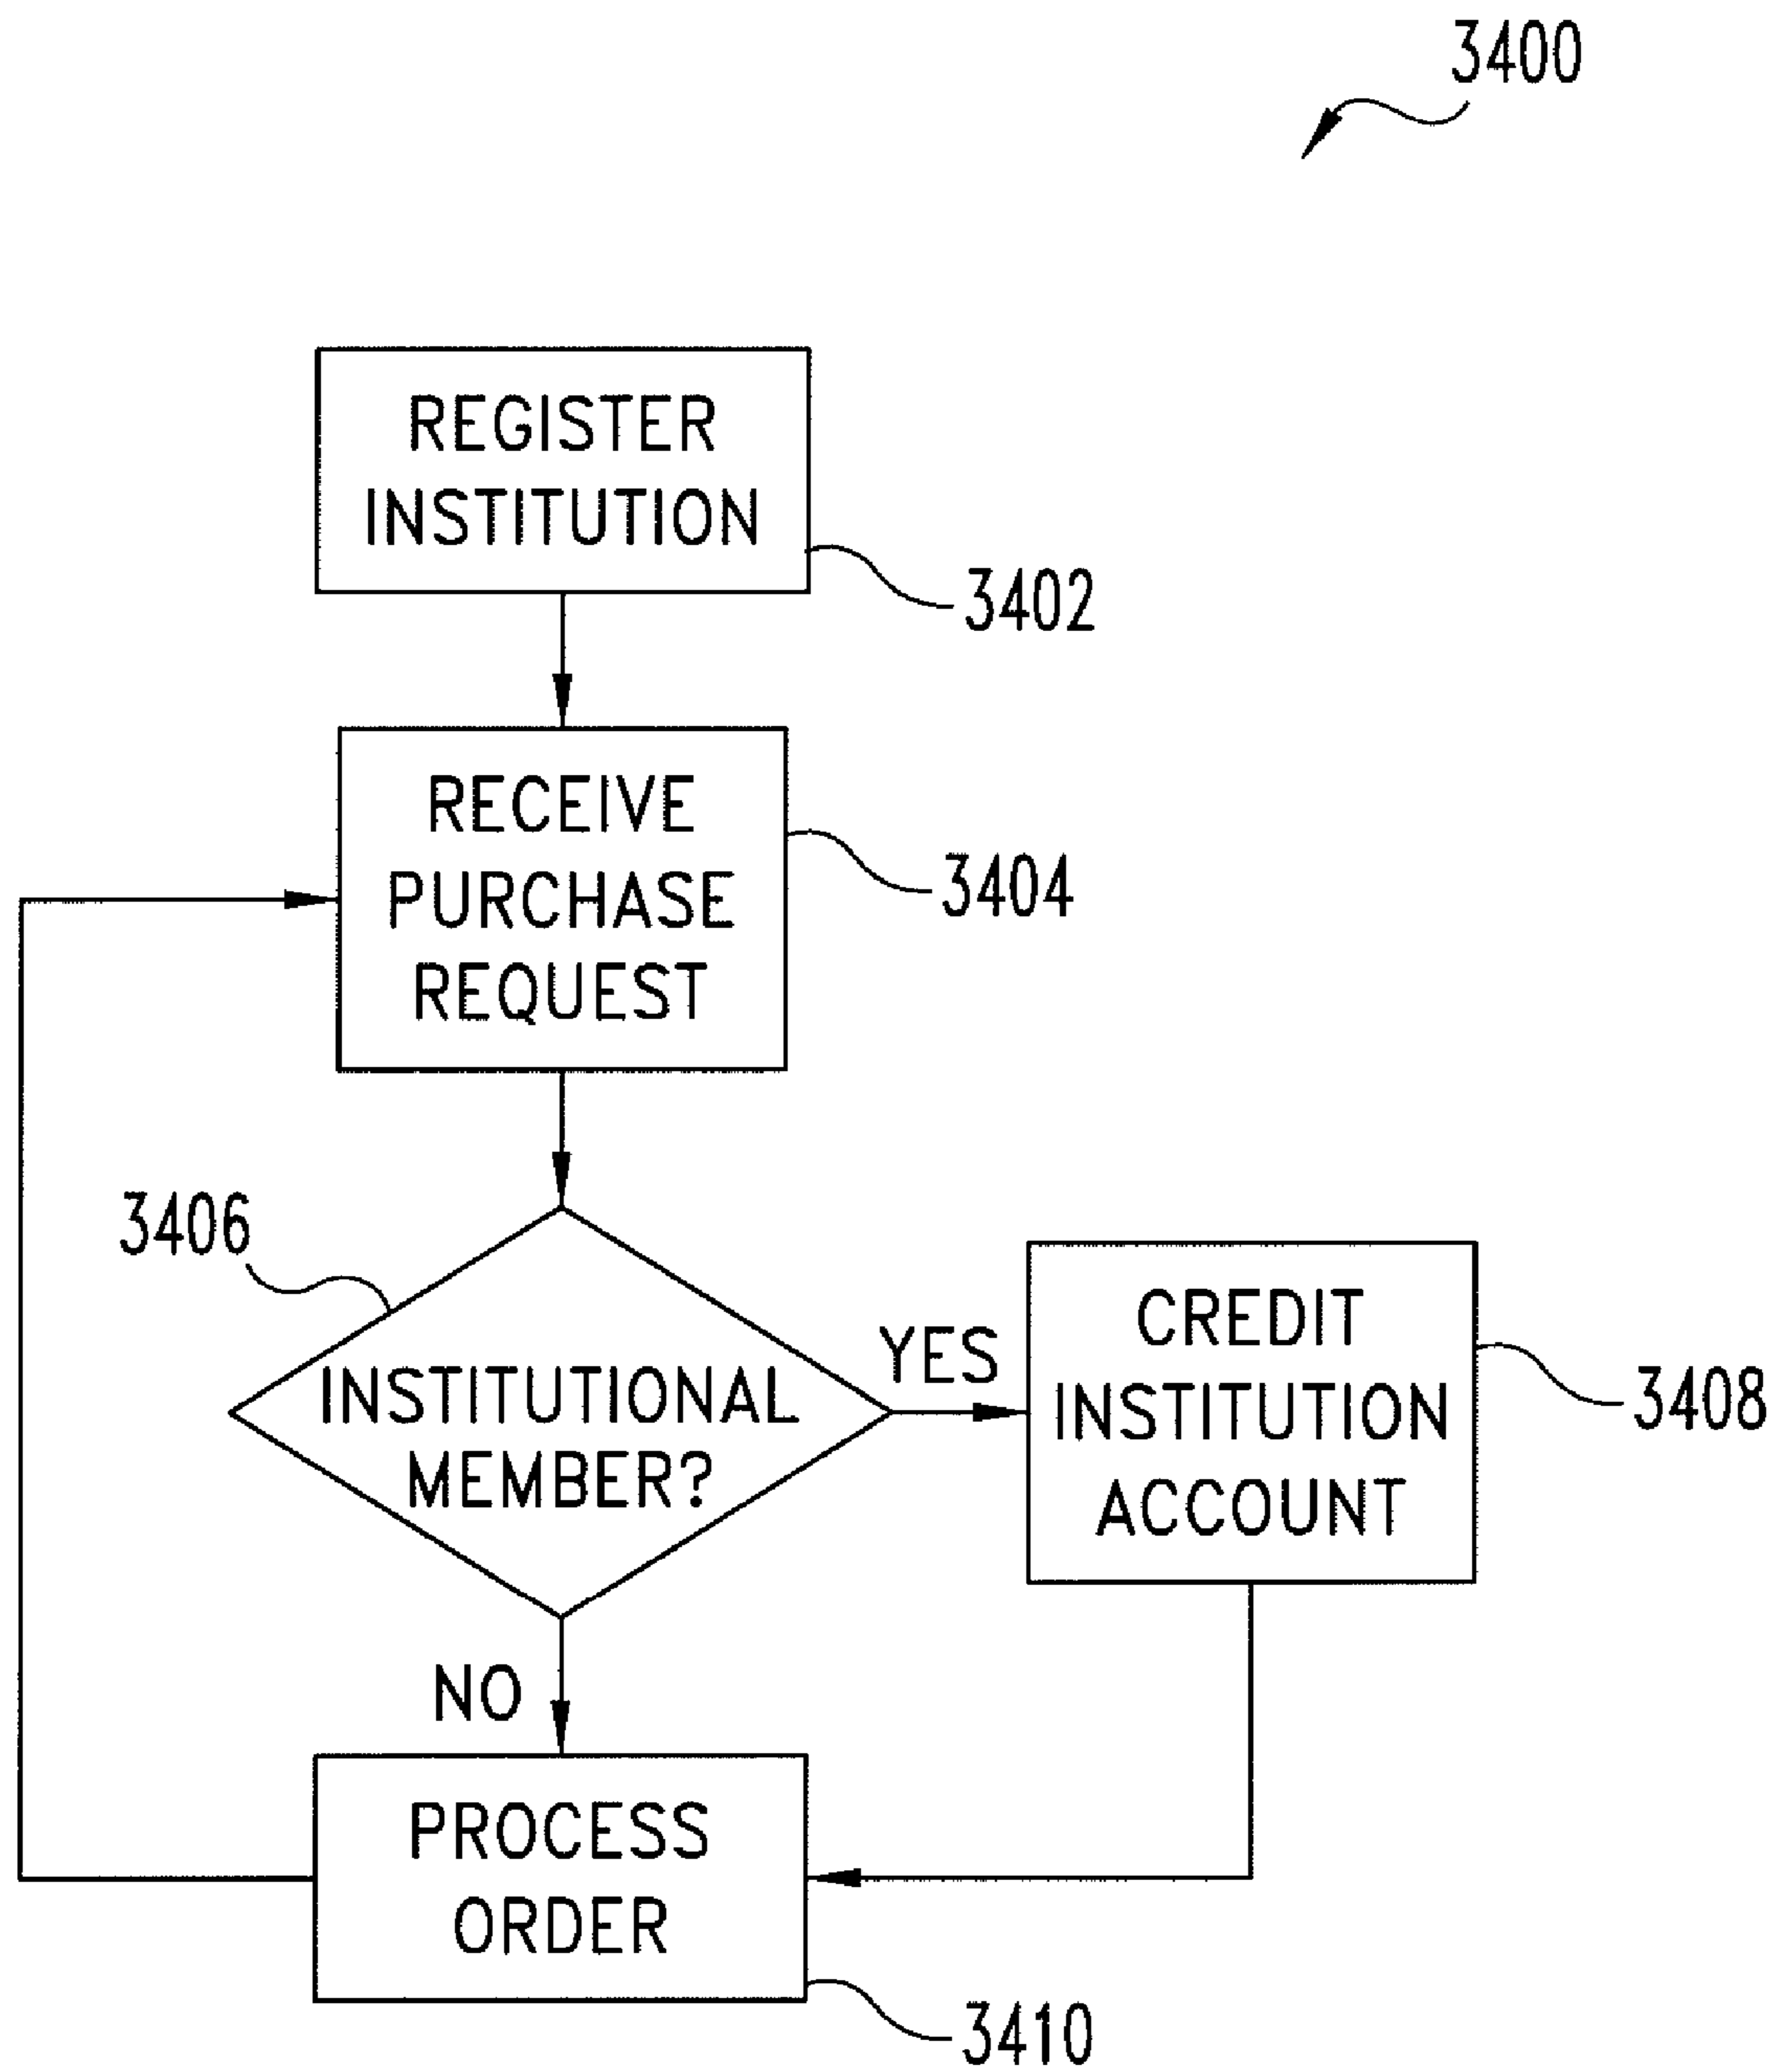 3400
REGISTER
INSTITUTION
3402
RECEIVE
PURCHASE
REQUEST
3404
3406
INSTITUTIONAL
MEMBER?
YES
CREDIT
INSTITUTION
ACCOUNT
3408
NO
PROCESS
ORDER
3410